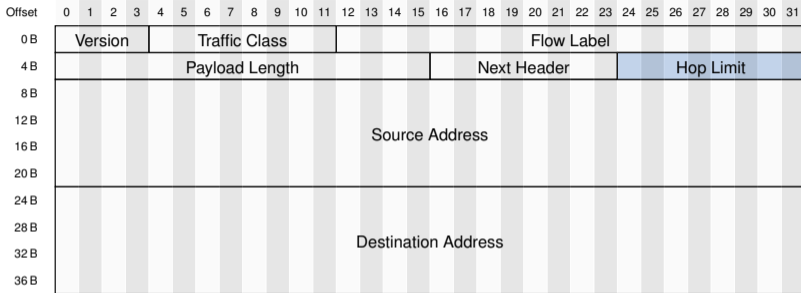 Offset 0 1 2 3 4 5 6 7 8 9 10 11 12 13 14 15 16 17 18 19 20 21 22 23 24 25 26 27 28 29 30 31
0 B Version Traffic Class Flow Label
4 B Payload Length Next Header Hop Limit
8 B
12 B
Source Address
16 B
20 B
24 B
28 B
Destination Address
32 B
36 B